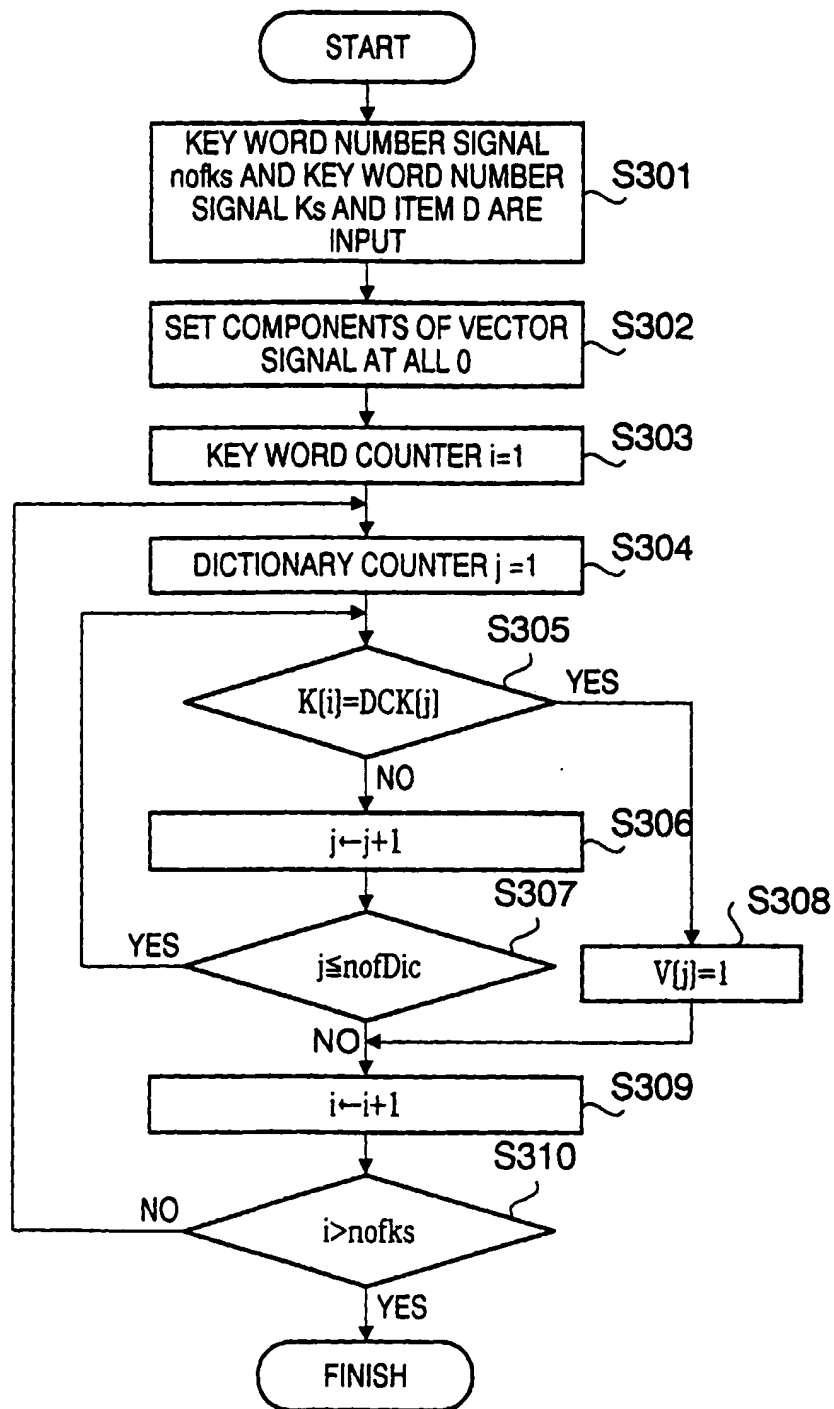 START
KEY WORD NUMBER SIGNAL
nofks AND KEY WORD NUMBER
SIGNAL Ks AND ITEM D ARE
INPUT
S301
SET COMPONENTS OF VECTOR
SIGNAL AT ALL 0
S302
KEY WORD COUNTER i=1
S303
DICTIONARY COUNTER j =1
S304
S305
K[i]=DCK[j]
YES
NO
j←j+1
S306
S307
YES
j≦nofDic
S308
V[j]=1
NO
i←i+1
S309
S310
NO
i>nofks
YES
FINISH